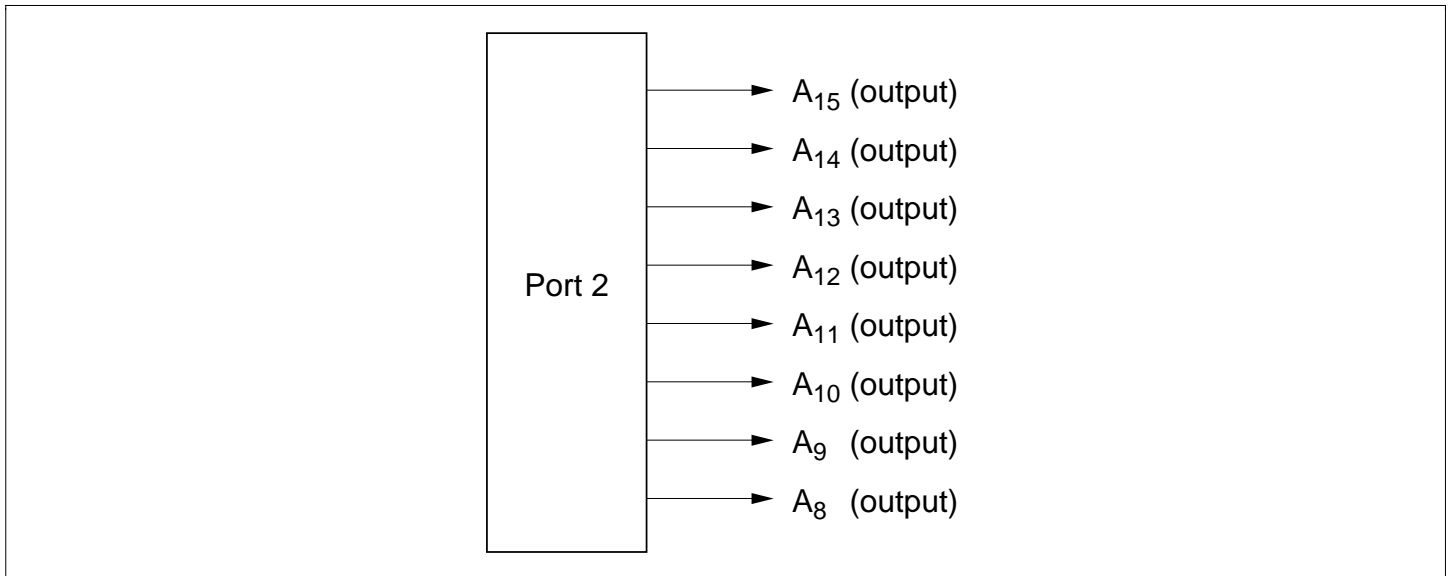 A15 (output)
A14 (output)
A13 (output)
A12 (output)
Port 2
A11 (output)
A10 (output)
A9 (output)
A8 (output)